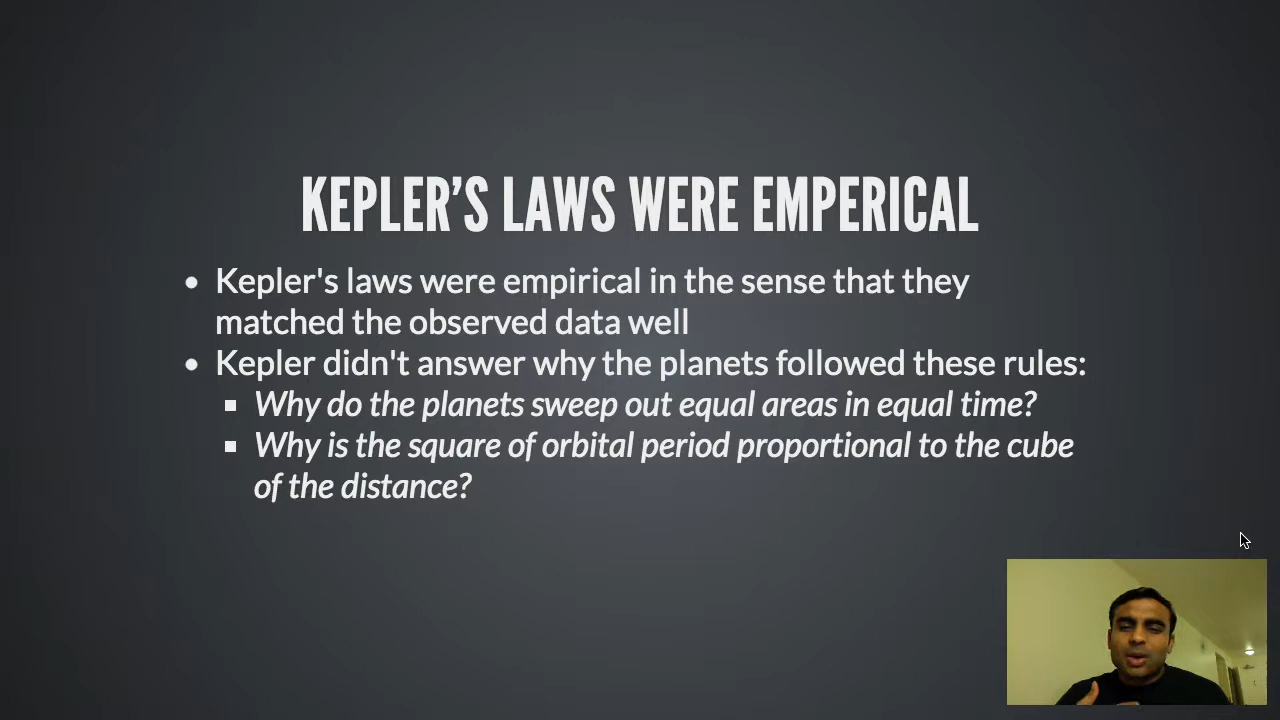 KEPLER’S LAWS WERE EMPERICAL
• Kepler's laws were empirical in the sense that they
matched the observed data well
• Kepler didn't answer why the planets followed these rules:
▪ Why do the planets sweep out equal areas in equal time?
▪ Why is the square of orbital period proportional to the cube
of the distance?